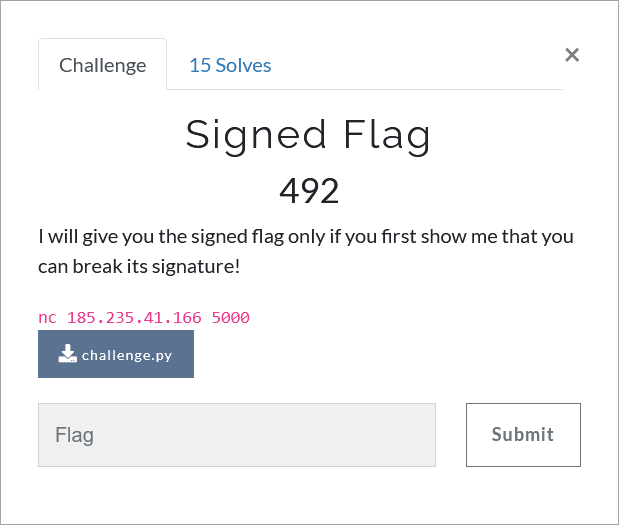 Challenge
15 Solves
×
Signed Flag
492
I will give you the signed flag only if you first show me that you
can break its signature!
nc 185.235.41.166 5000
challenge.py
Flag
Submit